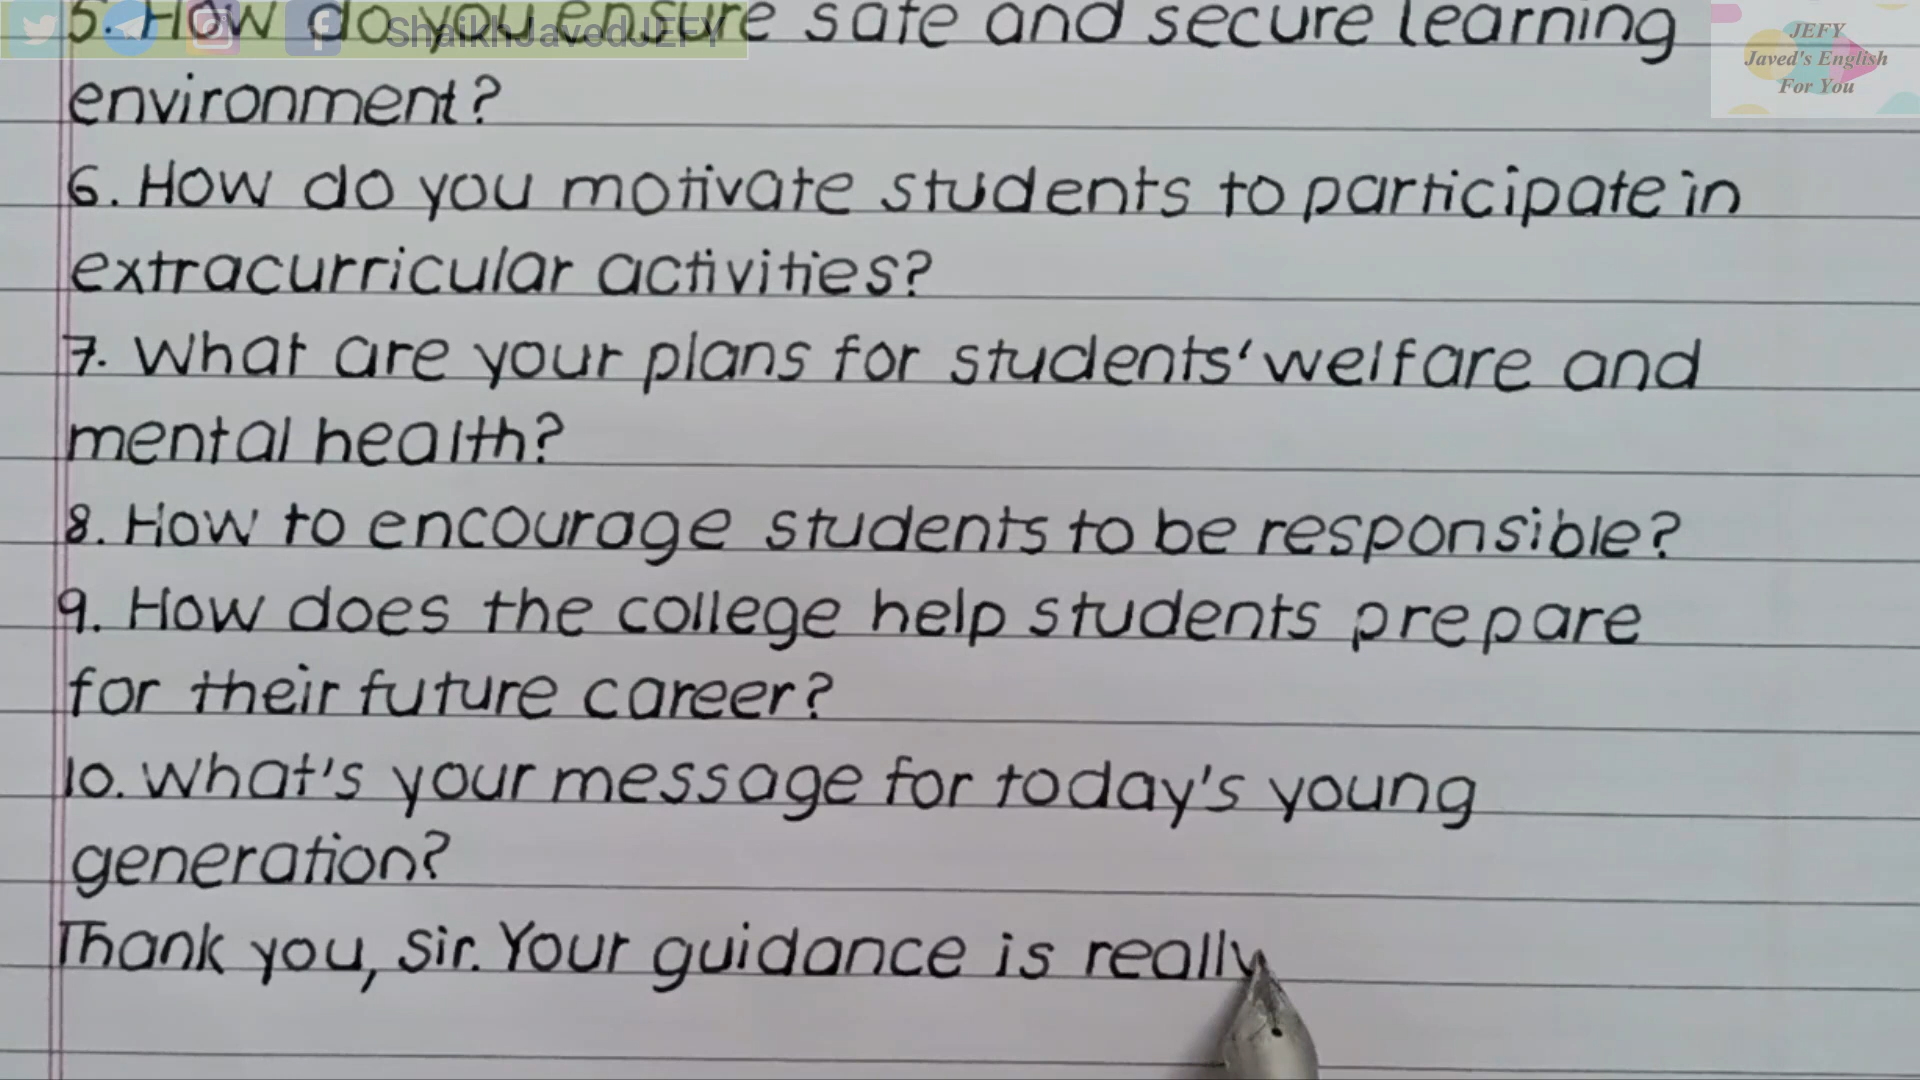 5. How do you ensure safe and secure learning
ShaikhJavedJEFY
JEFY
Javed's English
For You
environment?
6. How do you motivate students to participate in
extracurricular activities?
7. What are your plans for students' welfare and
mental health?
8. How to encourage students to be responsible?
9. How does the college help students prepare
for their future career?
10. What's your message for today's young
generation?
Thank you, Sir. Your guidance is really